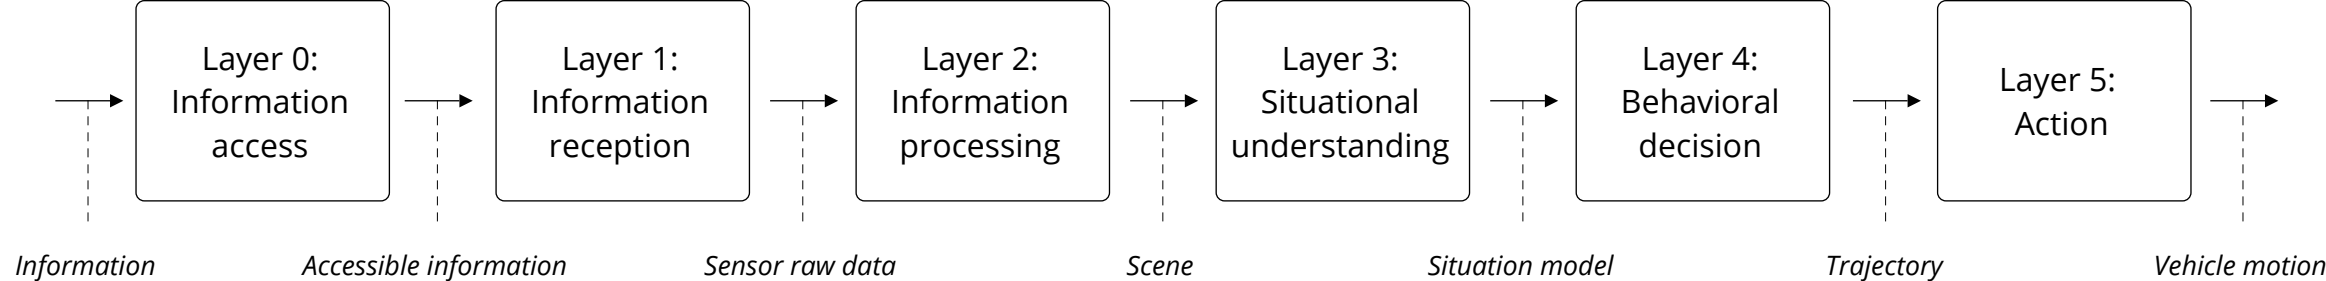 Layer 0:
Information
access
Layer 1:
Information
reception
Layer 2:
Information
processing
Layer 3:
Situational
understanding
Layer 4:
Behavioral
decision
Layer 5:
Action
Information
Accessible information
Sensor raw data
Scene
Situation model
Trajectory
Vehicle motion